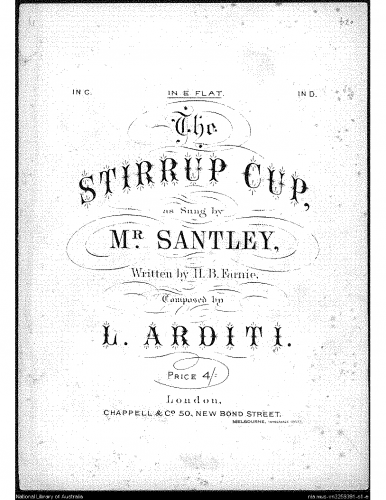 IN C. IN E FLAT. IN D.
The
STIRRUP CUP,
as Sung by
MR SANTLEY,
Written by H. B. Farnie.
Composed by
L. ARDITI.
PRICE 4/-
London,
CHAPPELL & Co 50, NEW BOND STREET.
MELBOURNE,
National Library of Australia